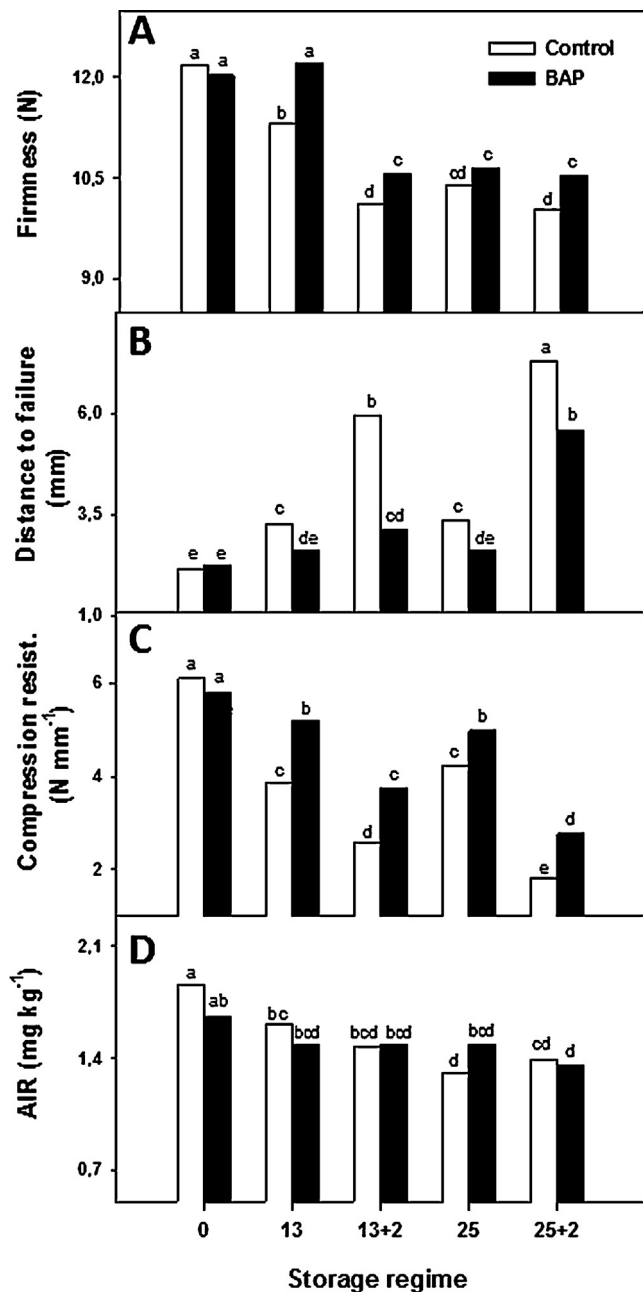 A
Control
BAP
Firmness (N)
12,0
10,5
9,0
a a b a d c cd c d c
B
Distance to failure
(mm)
6,0
3,5
1,0
e e c de b cd c de a b
C
Compression resist.
(N mm-1)
6
4
2
a a c b d c c b e d
D
AIR (mg kg-1)
2,1
1,4
0,7
a ab bc bcd bcd bcd d bcd cd d
0 13 13+2 25 25+2
Storage regime